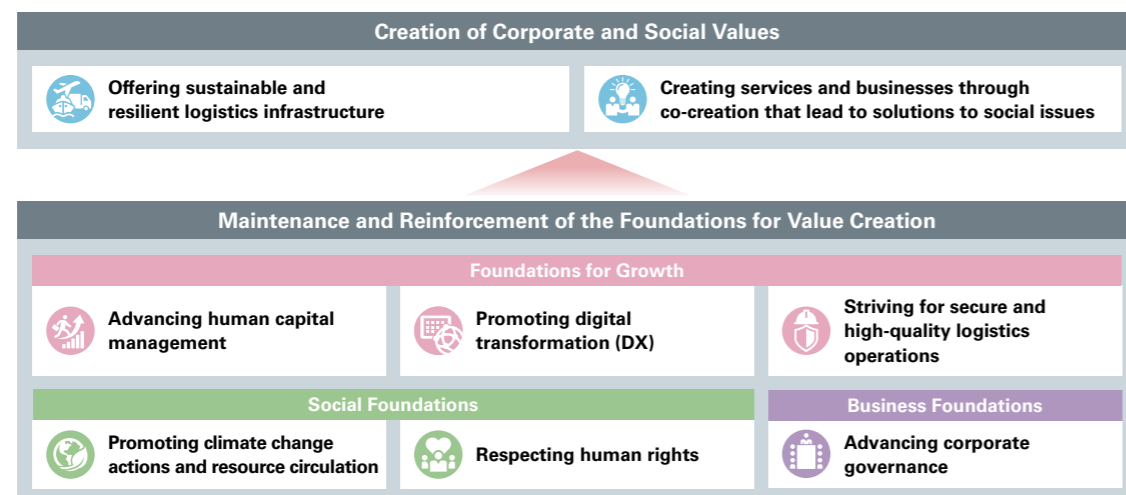 Creation of Corporate and Social Values
Offering sustainable and
resilient logistics infrastructure
Creating services and businesses through
co-creation that lead to solutions to social issues
Maintenance and Reinforcement of the Foundations for Value Creation
Foundations for Growth
Advancing human capital
management
Promoting digital
transformation (DX)
Striving for secure and
high-quality logistics
operations
Social Foundations
Promoting climate change
actions and resource circulation
Respecting human rights
Business Foundations
Advancing corporate
governance